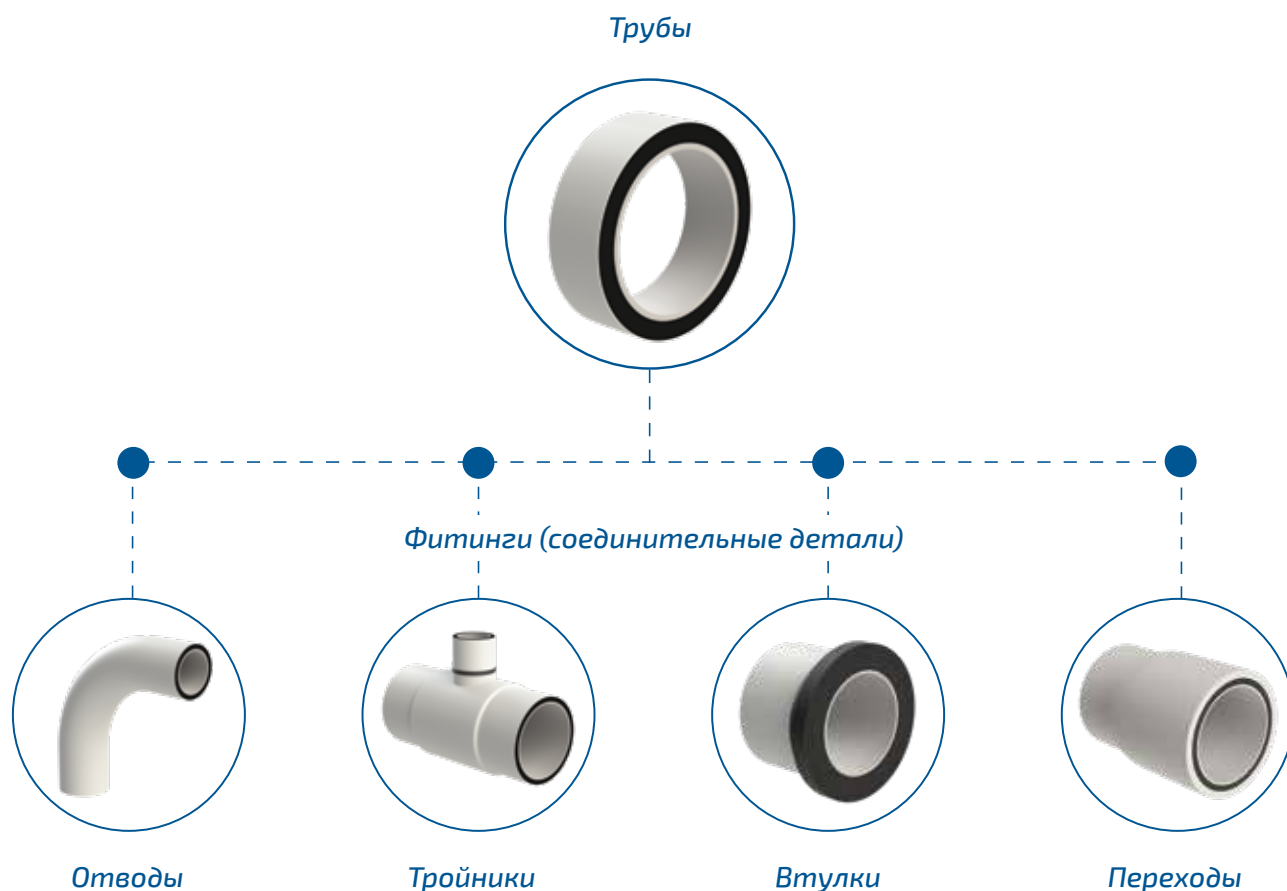 Трубы
Фитинги (соединительные детали)
Отводы
Тройники
Втулки
Переходы